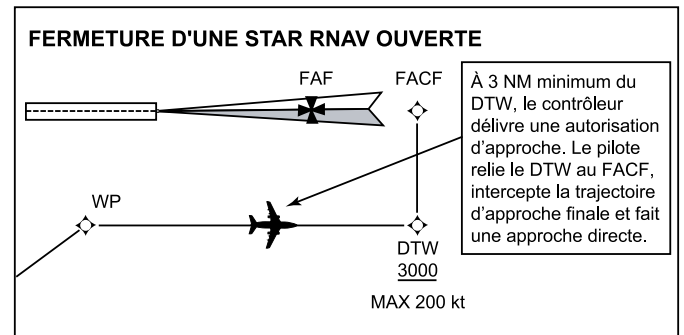 FERMETURE D'UNE STAR RNAV OUVERTE
FAF
FACF
À 3 NM minimum du
DTW, le contrôleur
délivre une autorisation
d'approche. Le pilote
relie le DTW au FACF,
intercepte la trajectoire
d'approche finale et fait
une approche directe.
WP
DTW
3000
MAX 200 kt